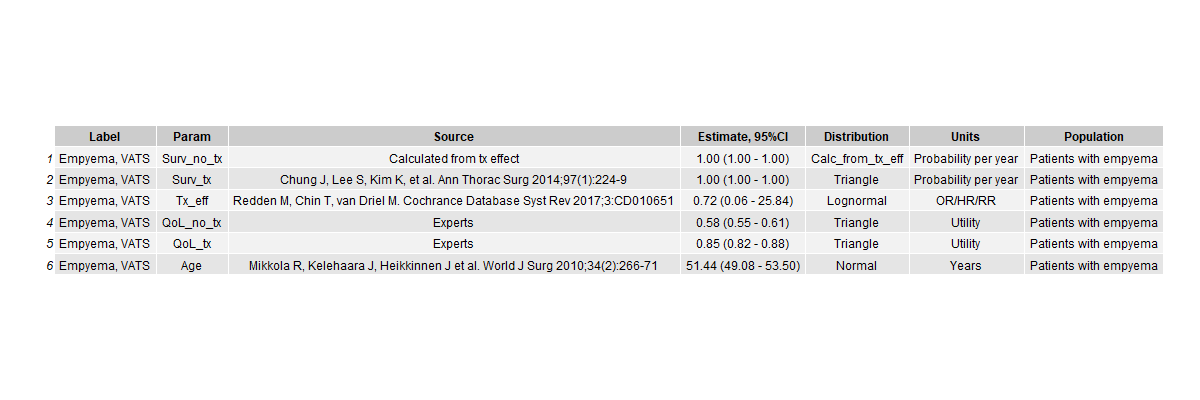 Label Param Source Estimate, 95%CI Distribution Units Population
1 Empyema, VATS Surv_no_tx Calculated from tx effect 1.00 (1.00 - 1.00) Calc_from_tx_eff Probability per year Patients with empyema
2 Empyema, VATS Surv_tx Chung J, Lee S, Kim K, et al. Ann Thorac Surg 2014;97(1):224-9 1.00 (1.00 - 1.00) Triangle Probability per year Patients with empyema
3 Empyema, VATS Tx_eff Redden M, Chin T, van Driel M. Cochrance Database Syst Rev 2017;3:CD010651 0.72 (0.06 - 25.84) Lognormal OR/HR/RR Patients with empyema
4 Empyema, VATS QoL_no_tx Experts 0.58 (0.55 - 0.61) Triangle Utility Patients with empyema
5 Empyema, VATS QoL_tx Experts 0.85 (0.82 - 0.88) Triangle Utility Patients with empyema
6 Empyema, VATS Age Mikkola R, Kelehaara J, Heikkinnen J et al. World J Surg 2010;34(2):266-71 51.44 (49.08 - 53.50) Normal Years Patients with empyema